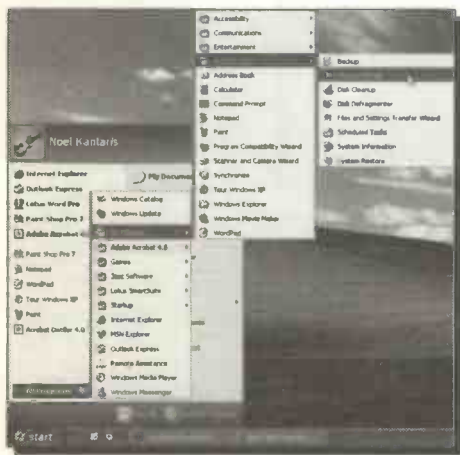 Noel Kantaris
Internet Explorer
Outlook Express
Lotus Word Pro
Paint Shop Pro 7
Adobe Acrobat 4
Paint Shop Pro 7
Notepad
WordPad
Tour Windows XP
Paint
Acrobat Distiller 4.0
My Documen
start
Windows Catalog
Windows Update
Adobe Acrobat 4.0
Games
Jasc Software
Lotus SmartSuite
Startup
Internet Explorer
MSN Explorer
Outlook Express
Remote Assistance
Windows Media Player
Windows Messenger
Accessibility
Communications
Entertainment
Address Book
Calculator
Command Prompt
Notepad
Paint
Program Compatibility Wizard
Scanner and Camera Wizard
Synchronize
Tour Windows XP
Windows Explorer
Windows Movie Maker
WordPad
Backup
Disk Cleanup
Disk Defragmenter
Files and Settings Transfer Wizard
Scheduled Tasks
System Information
System Restore